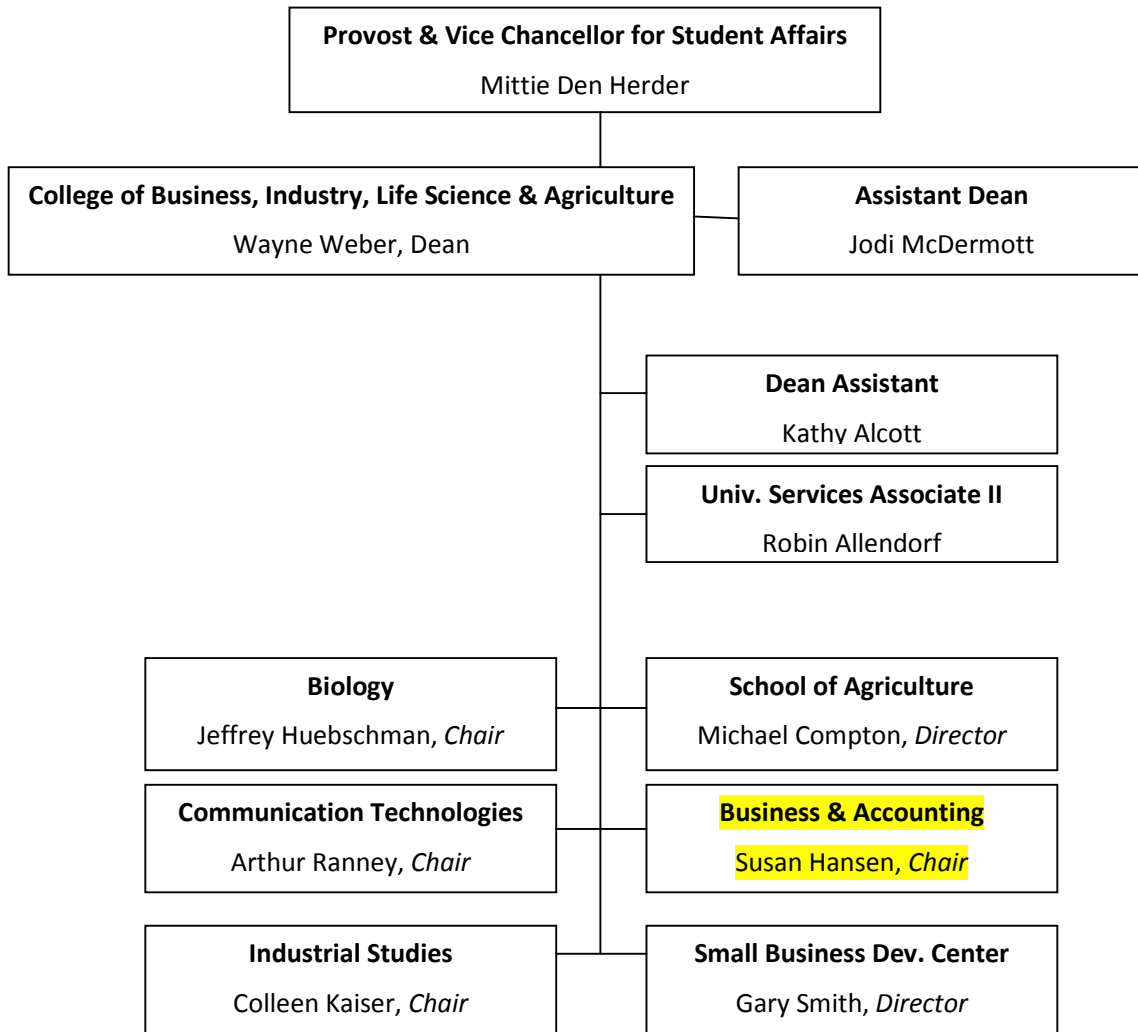 Provost & Vice Chancellor for Student Affairs
Mittie Den Herder
College of Business, Industry, Life Science & Agriculture
Wayne Weber, Dean
Assistant Dean
Jodi McDermott
Dean Assistant
Kathy Alcott
Univ. Services Associate II
Robin Allendorf
Biology
Jeffrey Huebschman, Chair
School of Agriculture
Michael Compton, Director
Communication Technologies
Arthur Ranney, Chair
Business & Accounting
Susan Hansen, Chair
Industrial Studies
Colleen Kaiser, Chair
Small Business Dev. Center
Gary Smith, Director